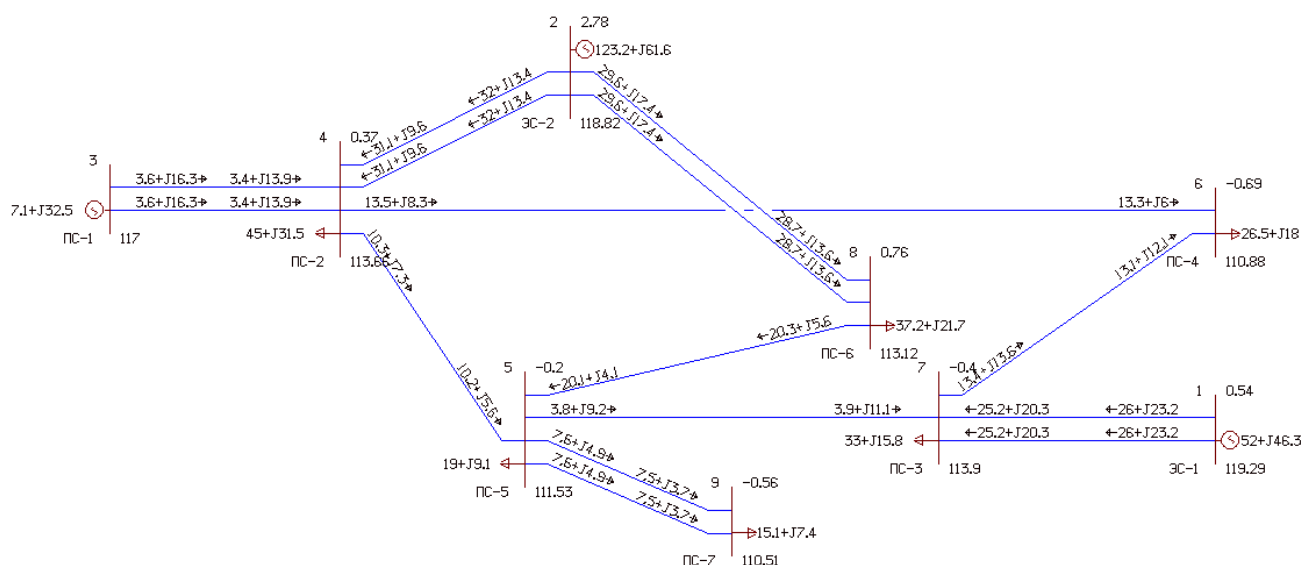 2 2.78
123.2+J61.6
ЭС-2 118.82
←32+J13.4
←32+J13.4
←31.1+J9.6
←31.1+J9.6
29.6+J17.4→
29.6+J17.4→
4 0.37
3
3.6+J16.3→ 3.4+J13.9→
3.6+J16.3→ 3.4+J13.9→
7.1+J32.5
ПС-1 117
13.5+J8.3→ 13.3+J6→
45+J31.5
ПС-2 113.66
6 -0.69
26.5+J18
ПС-4 110.88
28.7+J13.6→
28.7+J13.6→
8 0.76
37.2+J21.7
ПС-6 113.12
10.3+J7.3→
10.2+J5.6→
←20.3+J5.6
←20.1+J4.1
13.1+J12.1→
13.4+J13.6→
5 -0.2
3.8+J9.2→ 3.9+J11.1→
7 -0.4
←25.2+J20.3 ←26+J23.2
←25.2+J20.3 ←26+J23.2
1 0.54
52+J46.3
33+J15.8
ПС-3 113.9
ЭС-1 119.29
7.6+J4.9→
7.6+J4.9→
7.5+J3.7→
7.5+J3.7→
19+J9.1
ПС-5 111.53
9 -0.56
15.1+J7.4
ПС-7 110.51